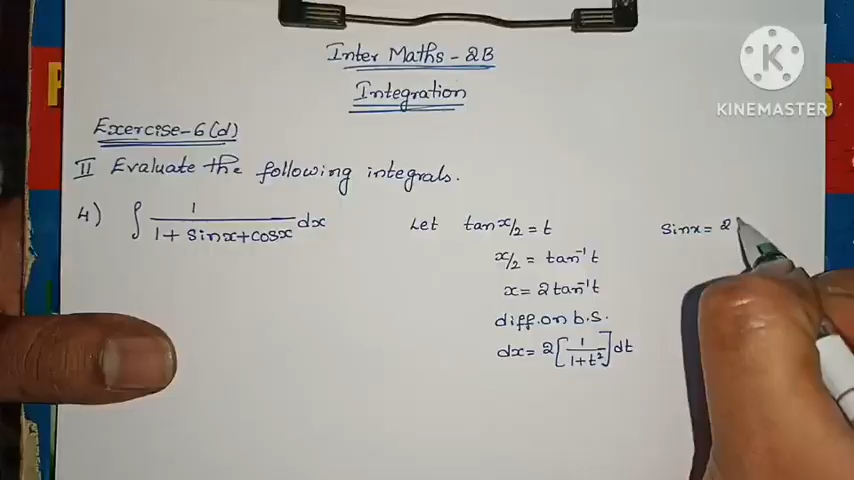 Inter Maths - 2B
Integration
Exercise-6(d)
II Evaluate the following integrals.
4) ∫ 1/(1+sinx+cosx) dx
Let tan x/2 = t
x/2 = tan⁻¹t
x = 2tan⁻¹t
diff.on b.s.
dx = 2[1/(1+t²)]dt
sinx = 2
K
KINEMASTER